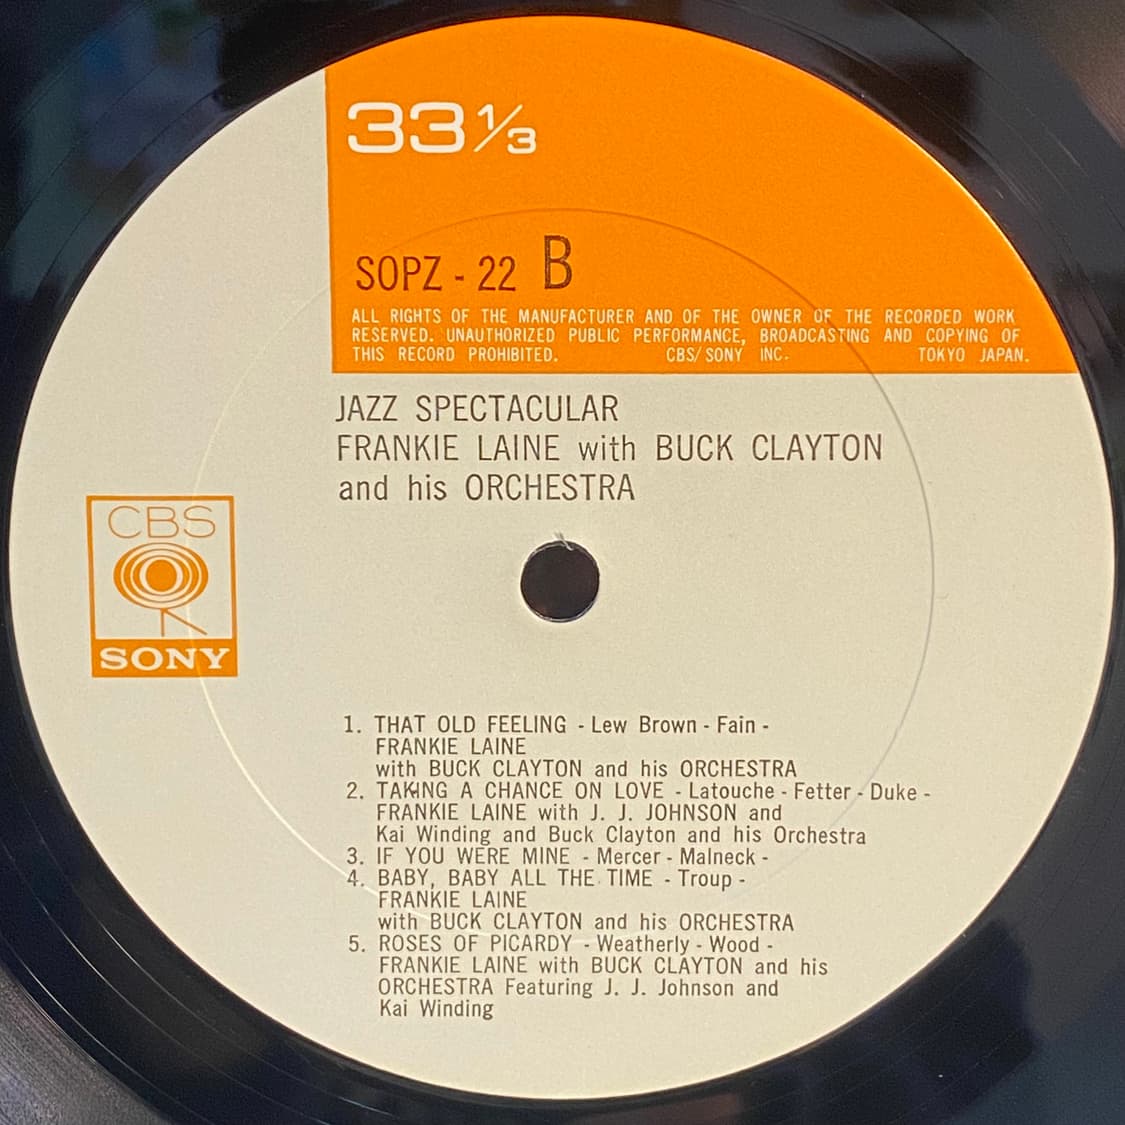 33 1/3
SOPZ - 22 B
ALL RIGHTS OF THE MANUFACTURER AND OF THE OWNER OF THE RECORDED WORK
RESERVED. UNAUTHORIZED PUBLIC PERFORMANCE, BROADCASTING AND COPYING OF
THIS RECORD PROHIBITED. CBS/SONY INC. TOKYO JAPAN.
JAZZ SPECTACULAR
FRANKIE LAINE with BUCK CLAYTON
and his ORCHESTRA
CBS
SONY
1. THAT OLD FEELING - Lew Brown - Fain -
FRANKIE LAINE
with BUCK CLAYTON and his ORCHESTRA
2. TAKING A CHANCE ON LOVE - Latouche - Fetter - Duke -
FRANKIE LAINE with J. J. JOHNSON and
Kai Winding and Buck Clayton and his Orchestra
3. IF YOU WERE MINE - Mercer - Malneck -
4. BABY, BABY ALL THE TIME - Troup -
FRANKIE LAINE
with BUCK CLAYTON and his ORCHESTRA
5. ROSES OF PICARDY - Weatherly - Wood -
FRANKIE LAINE with BUCK CLAYTON and his
ORCHESTRA Featuring J. J. Johnson and
Kai Winding